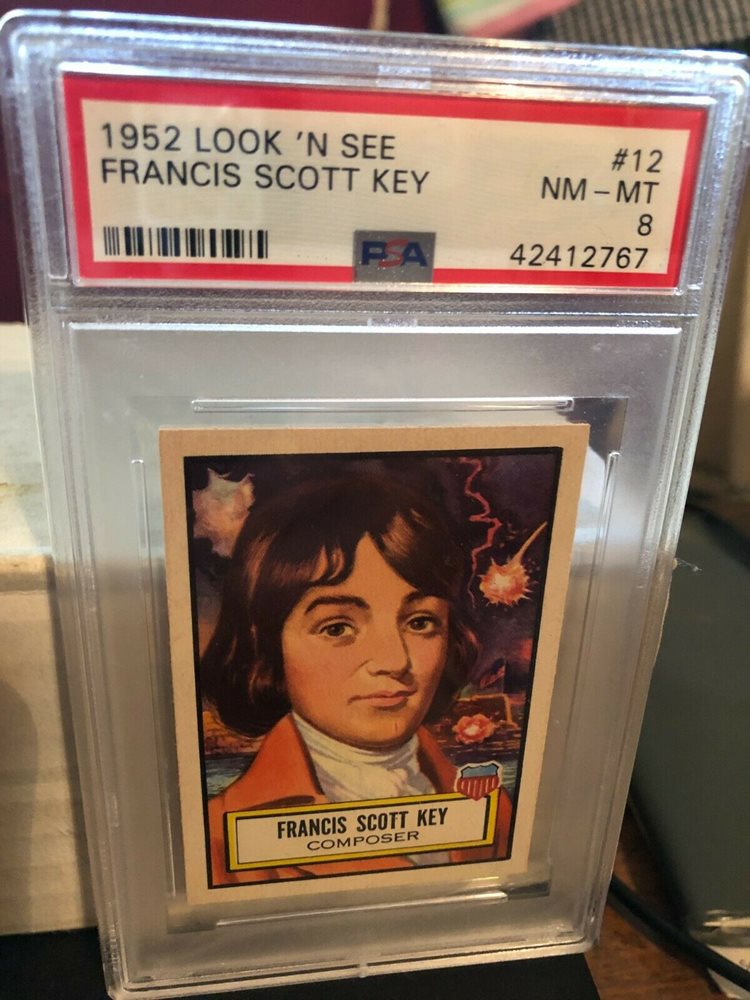 1952 LOOK 'N SEE
FRANCIS SCOTT KEY
#12
NM - MT
8
42412767
PSA
FRANCIS SCOTT KEY
COMPOSER